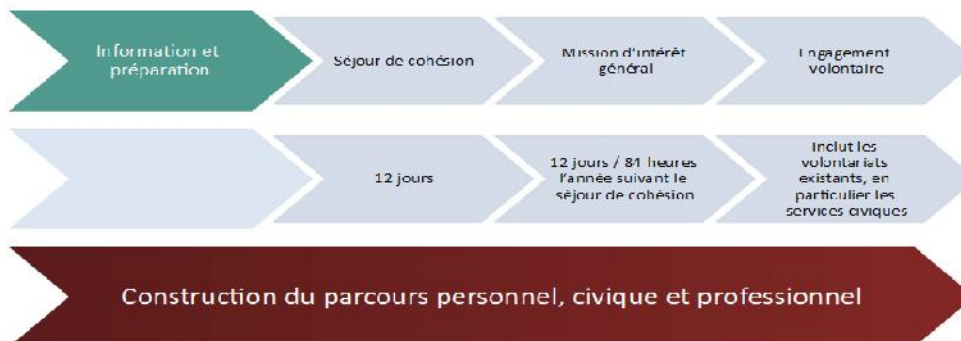 Information et
préparation
Séjour de cohésion
Mission d'intérêt
général
Engagement
volontaire
12 jours
12 jours / 84 heures
l'année suivant le
séjour de cohésion
Inclut les
volontariats
existants, en
particulier les
services civiques
Construction du parcours personnel, civique et professionnel